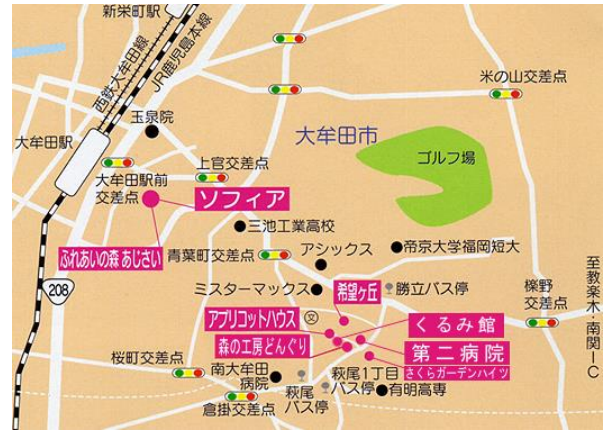 新栄町駅
西鉄大牟田線
JR鹿児島本線
米の山交差点
玉泉院
大牟田市
大牟田駅
ゴルフ場
上官交差点
大牟田駅前
交差点
ソフィア
三池工業高校
ふれあいの森 あじさい
青葉町交差点
アシックス
帝京大学福岡短大
208
ミスターマックス
希望ヶ丘
勝立バス停
櫟野
交差点
至教楽木・南関IC
アプリコットハウス
文
くるみ館
森の工房どんぐり
第二病院
桜町交差点
南大牟田
病院
萩尾
バス停
萩尾1丁目
バス停
さくらガーデンハイツ
有明高専
倉掛交差点